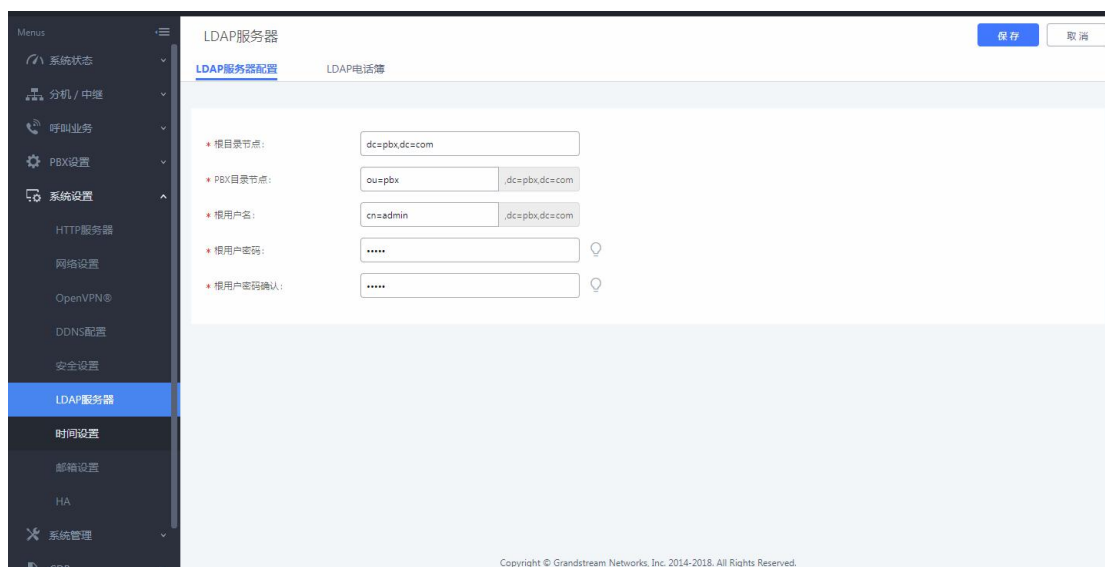 Menus
系统状态
分机 / 中继
呼叫业务
PBX设置
系统设置
HTTP服务器
网络设置
OpenVPN®
DDNS配置
安全设置
LDAP服务器
时间设置
邮箱设置
HA
系统管理
LDAP服务器
保存
取消
LDAP服务器配置
LDAP电话簿
* 根目录节点:
dc=pbx,dc=com
* PBX目录节点:
ou=pbx
,dc=pbx,dc=com
* 根用户名:
cn=admin
,dc=pbx,dc=com
* 根用户密码:
•••••
* 根用户密码确认:
•••••
Copyright © Grandstream Networks, Inc. 2014-2018. All Rights Reserved.